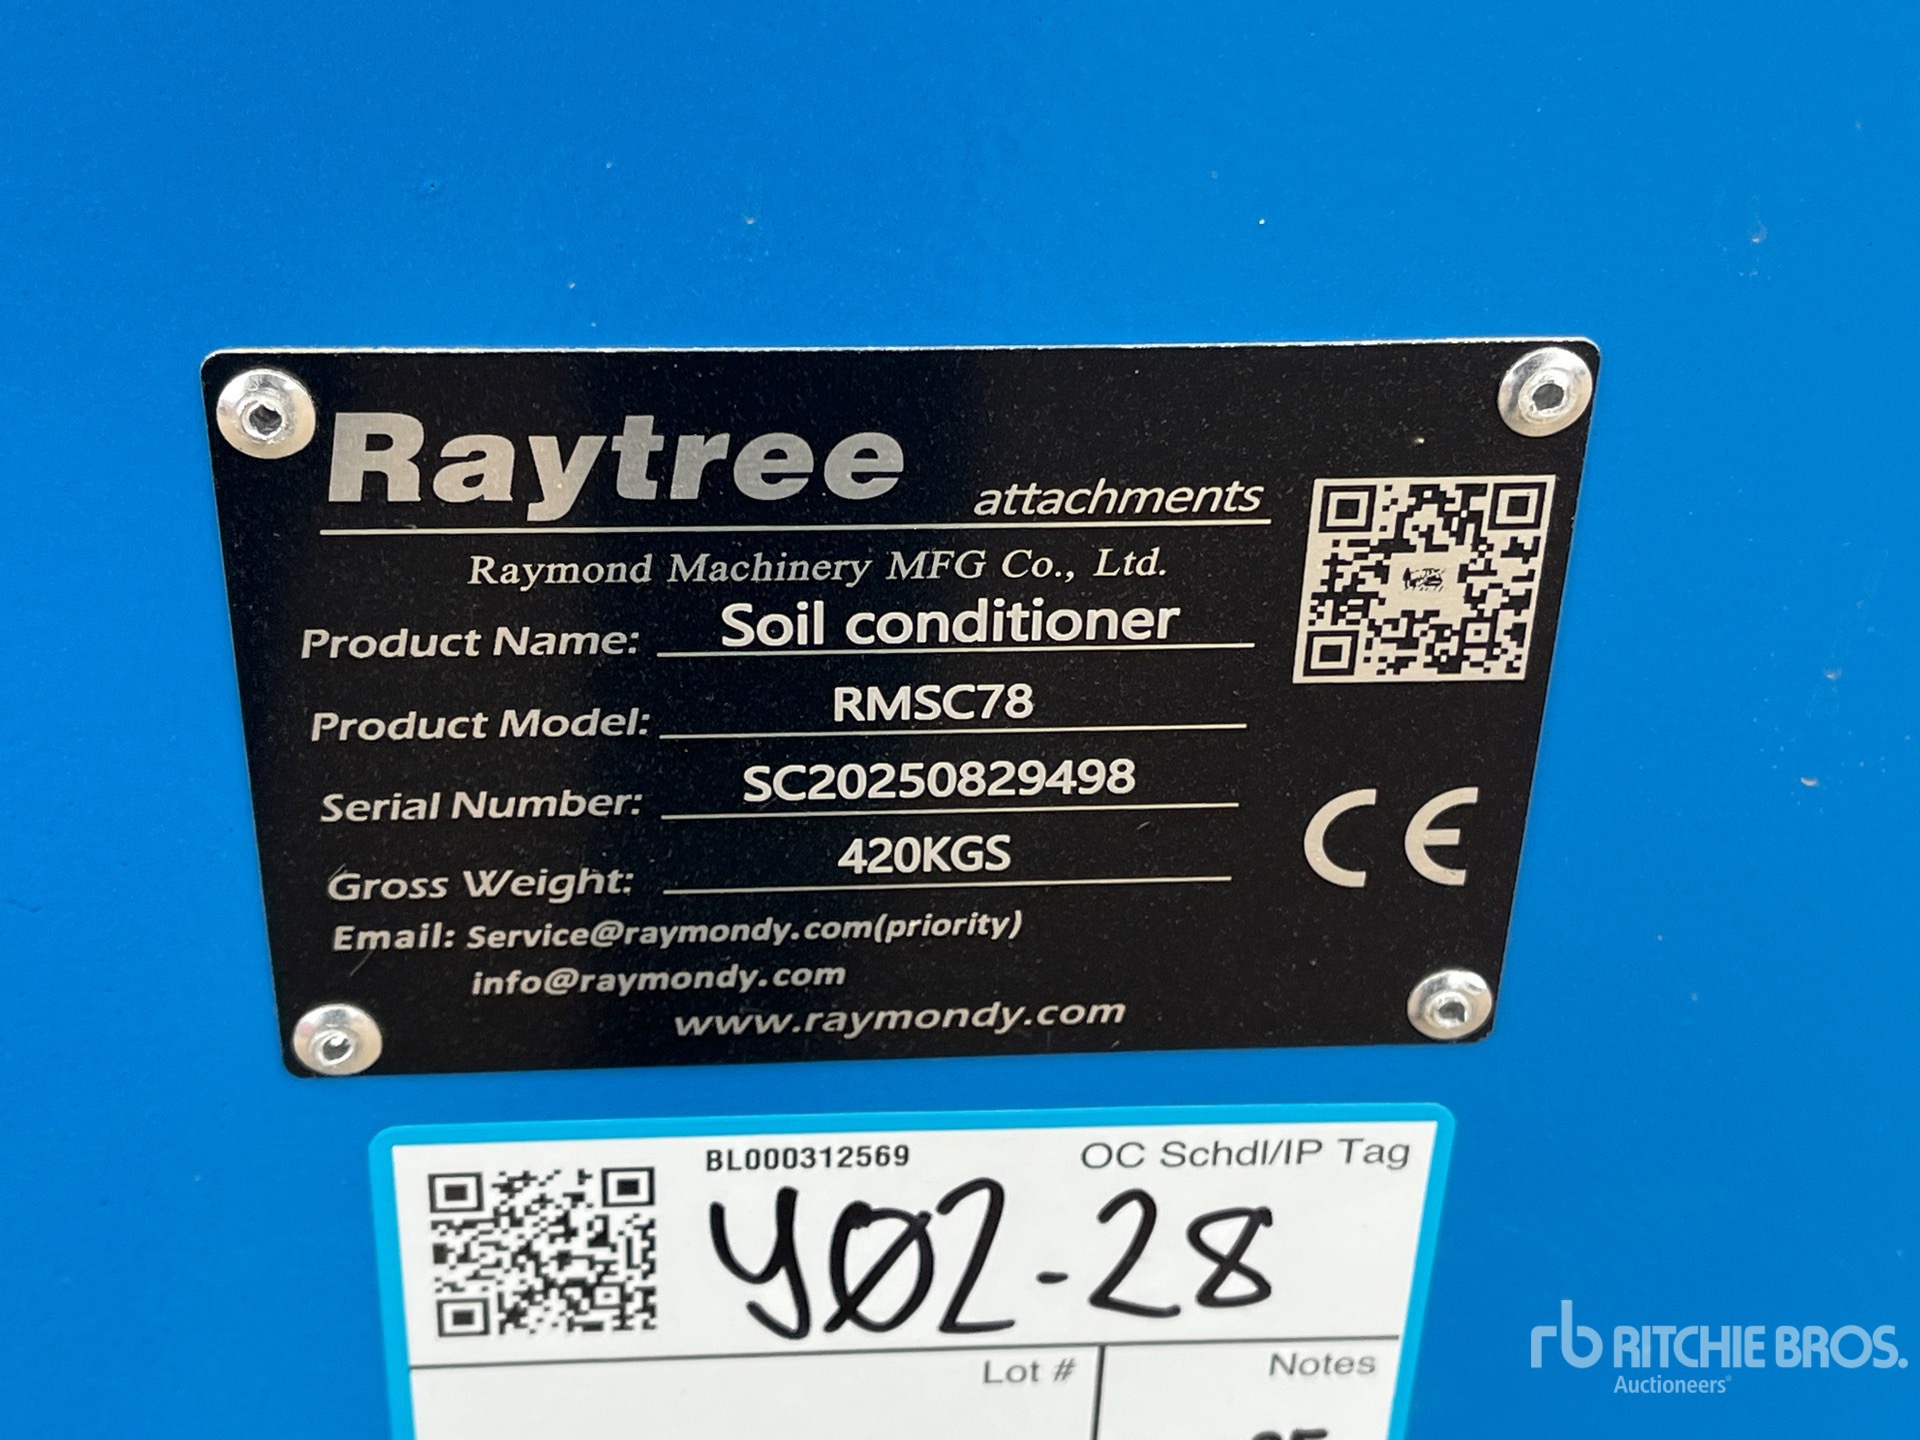 Raytree
attachments
Raymond Machinery MFG Co., Ltd.
Product Name: Soil conditioner
Product Model: RMSC78
Serial Number: SC20250829498
Gross Weight: 420KGS
Email: Service@raymondy.com(priority)
info@raymondy.com
www.raymondy.com
CE
BL000312569 OC Schdl/IP Tag
YØ2-28
Lot # Notes
rb RITCHIE BROS.
Auctioneers